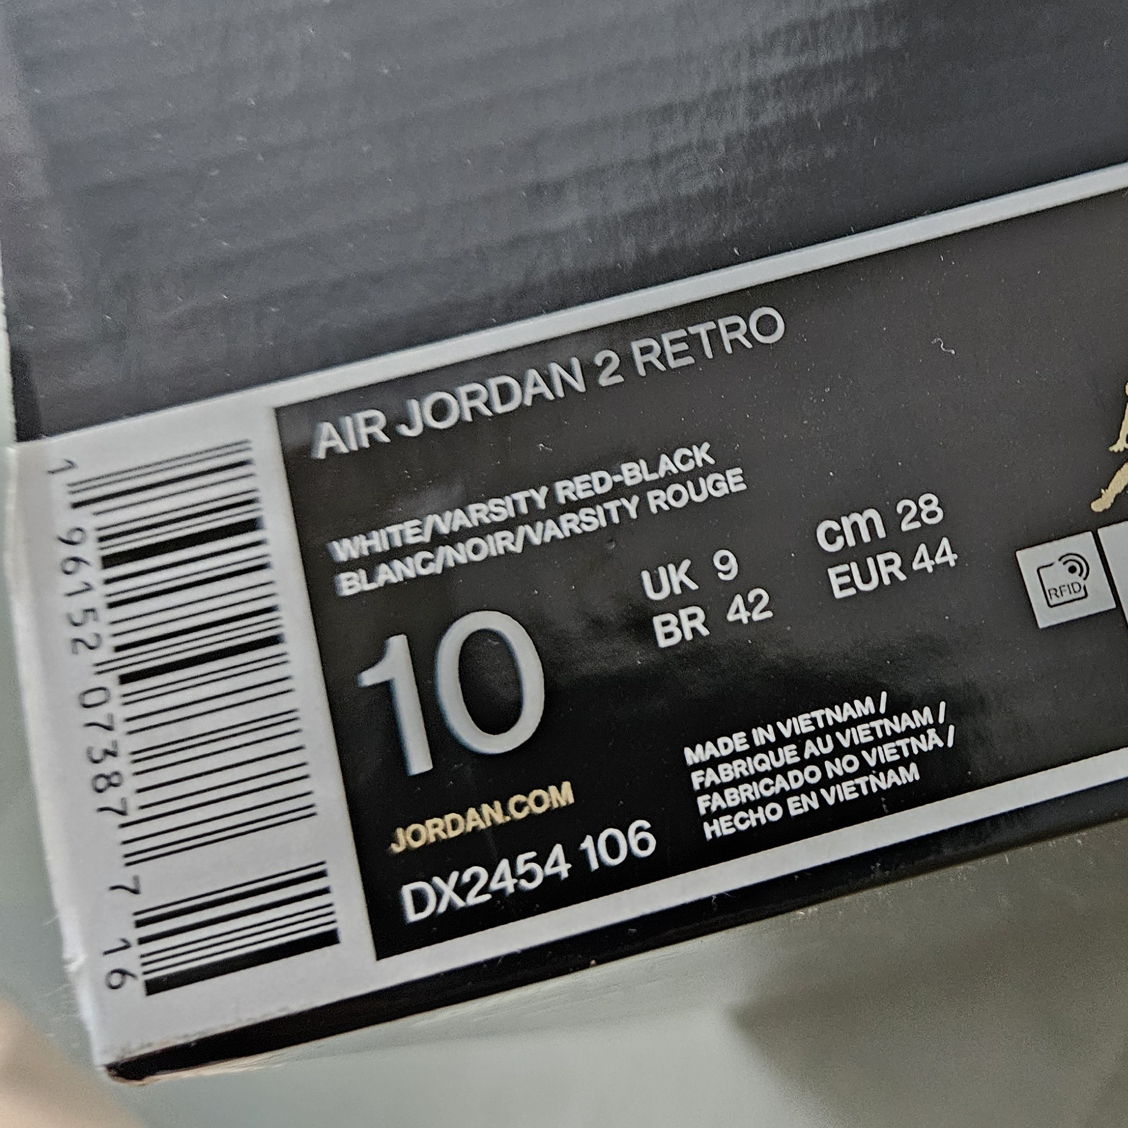 AIR JORDAN 2 RETRO
WHITE/VARSITY RED-BLACK
BLANC/NOIR/VARSITY ROUGE
UK 9 cm 28
BR 42 EUR 44
10
RFID
JORDAN.COM
DX2454 106
MADE IN VIETNAM /
FABRIQUE AU VIETNAM /
FABRICADO NO VIETNÃ /
HECHO EN VIETNAM
1 96152 07387 7 16